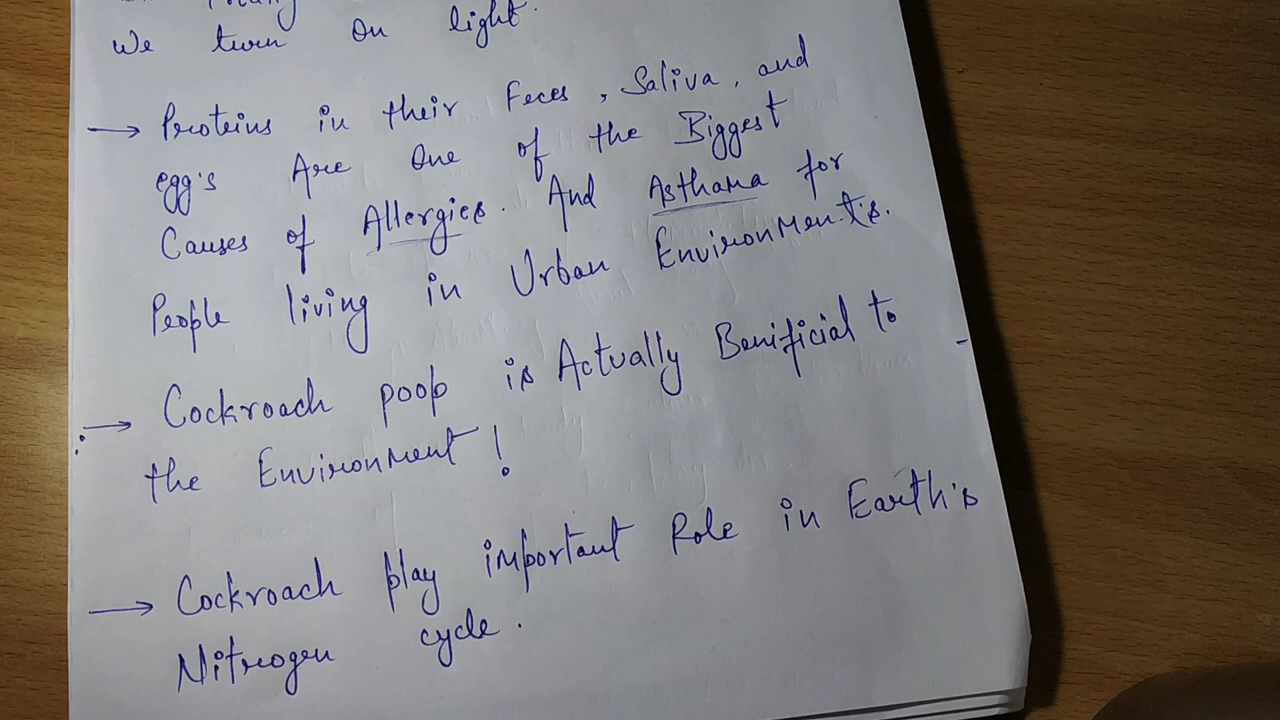 We turn on light.
→ Proteins in their Feces, Saliva, and
egg's Are One of the Biggest
Causes of Allergies. And Asthama for
People living in Urban Environment's.
→ Cockroach poop is Actually Benificial to
the Environment!
→ Cockroach play important Role in Earth's
Nitrogen cycle.